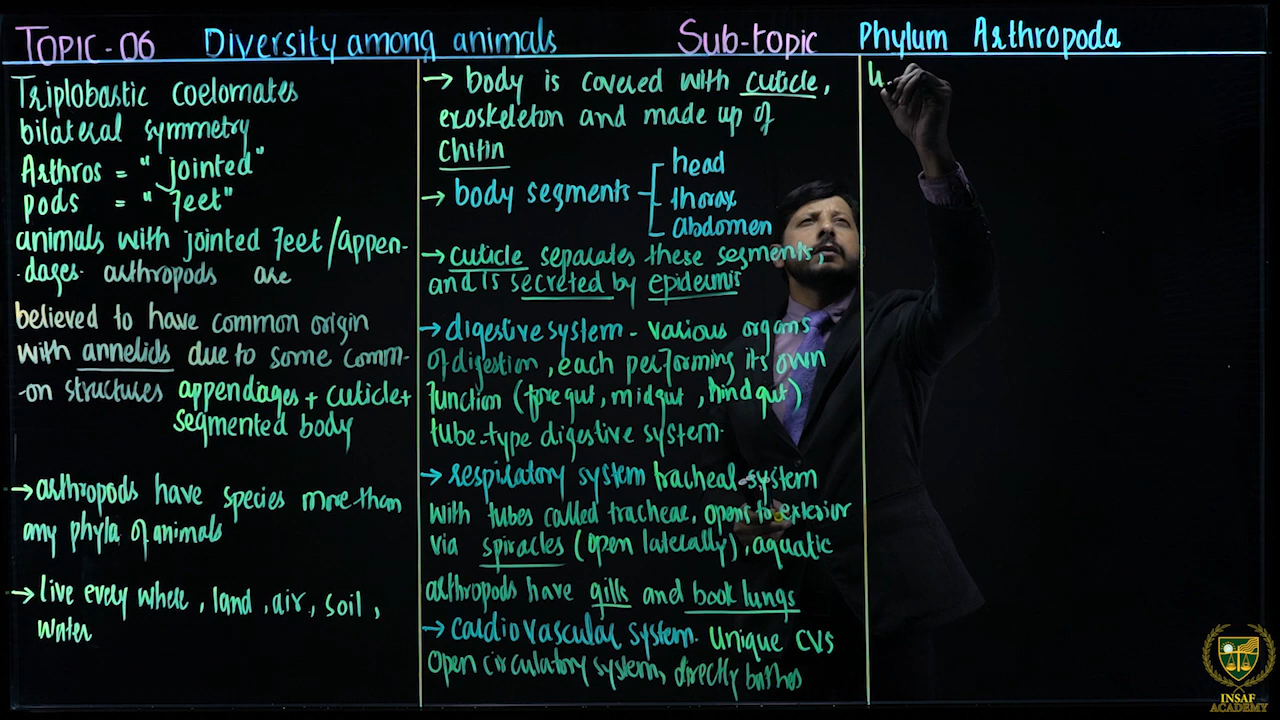 TOPIC-06 Diversity among animals Sub-topic Phylum Arthropoda
Triploblastic coelomates
bilateral symmetry
Arthros = "jointed"
pods = "feet"
animals with jointed feet/appen-
-dages. arthropods are
believed to have common origin
with annelids due to some comm-
-on structures appendages + cuticle +
segmented body
→ arthropods have species more than
any phyla of animals
→ live every where, land, air, soil,
water
→ body is covered with cuticle,
exoskeleton and made up of
chitin
→ body segments
head
thorax
abdomen
→ cuticle separates these segments,
and is secreted by epidermis
→ digestive system - various organs
of digestion, each performing its own
function (foregut, midgut, hindgut)
tube-type digestive system.
→ respiratory system tracheal-system
with tubes called tracheae, opens to exterior
via spiracles (open laterally), aquatic
arthropods have gills and book lungs
→ cardiovascular system. unique CVS
Open circulatory system, directly bathes
INSAF
ACADEMY